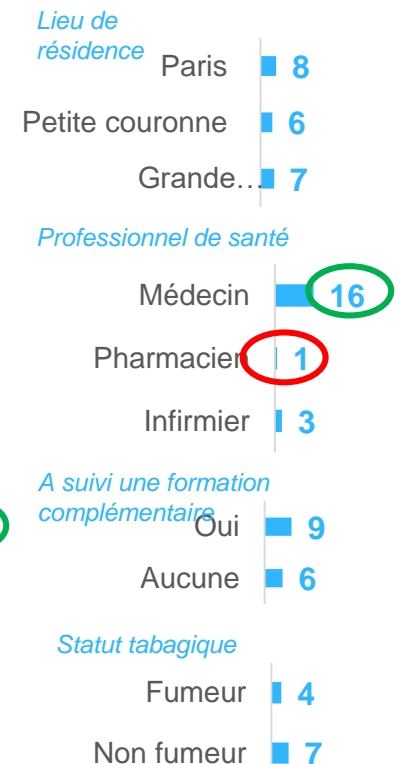 Lieu de
résidence
Paris 8
Petite couronne 6
Grande… 7
Professionnel de santé
Médecin 16
Pharmacien 1
Infirmier 3
A suivi une formation
complémentaire
Oui 9
Aucune 6
Statut tabagique
Fumeur 4
Non fumeur 7